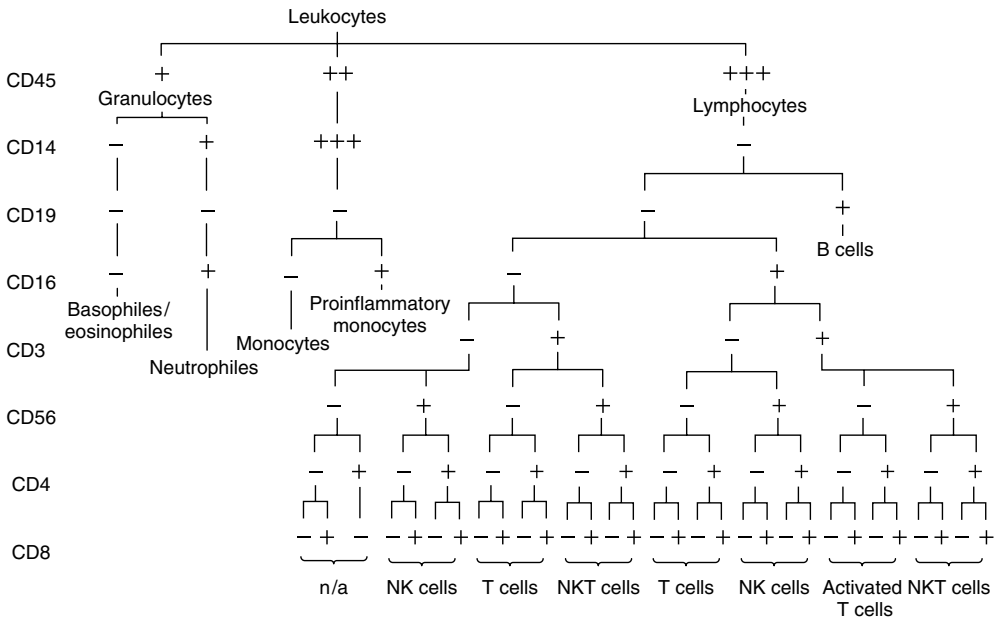 Leukocytes
CD45 + ++ +++
Granulocytes Lymphocytes
CD14 − + +++ −
CD19 − − − − +
B cells
CD16 − + − + − +
Basophiles/
eosinophiles
Proinflammatory
monocytes
Monocytes
Neutrophiles
CD3 − + − +
CD56 − + − + − + − +
CD4 − + − + − + − + − + − + − + − +
CD8 − + − − + − + − + − + − + − + − + − + − + − + − + − + − + − +
n/a NK cells T cells NKT cells T cells NK cells Activated
T cells NKT cells